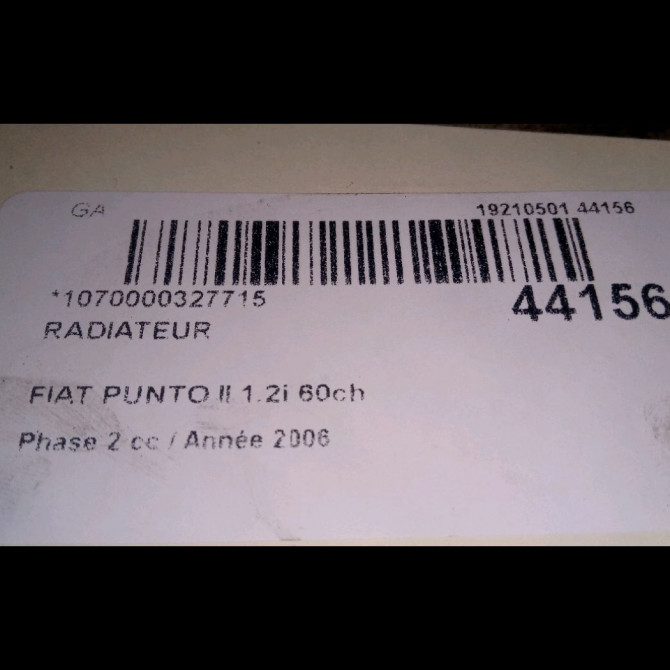 GA 19210501 44156
*1070000327715 44156
RADIATEUR
FIAT PUNTO II 1.2i 60ch
Phase 2 cc / Année 2006